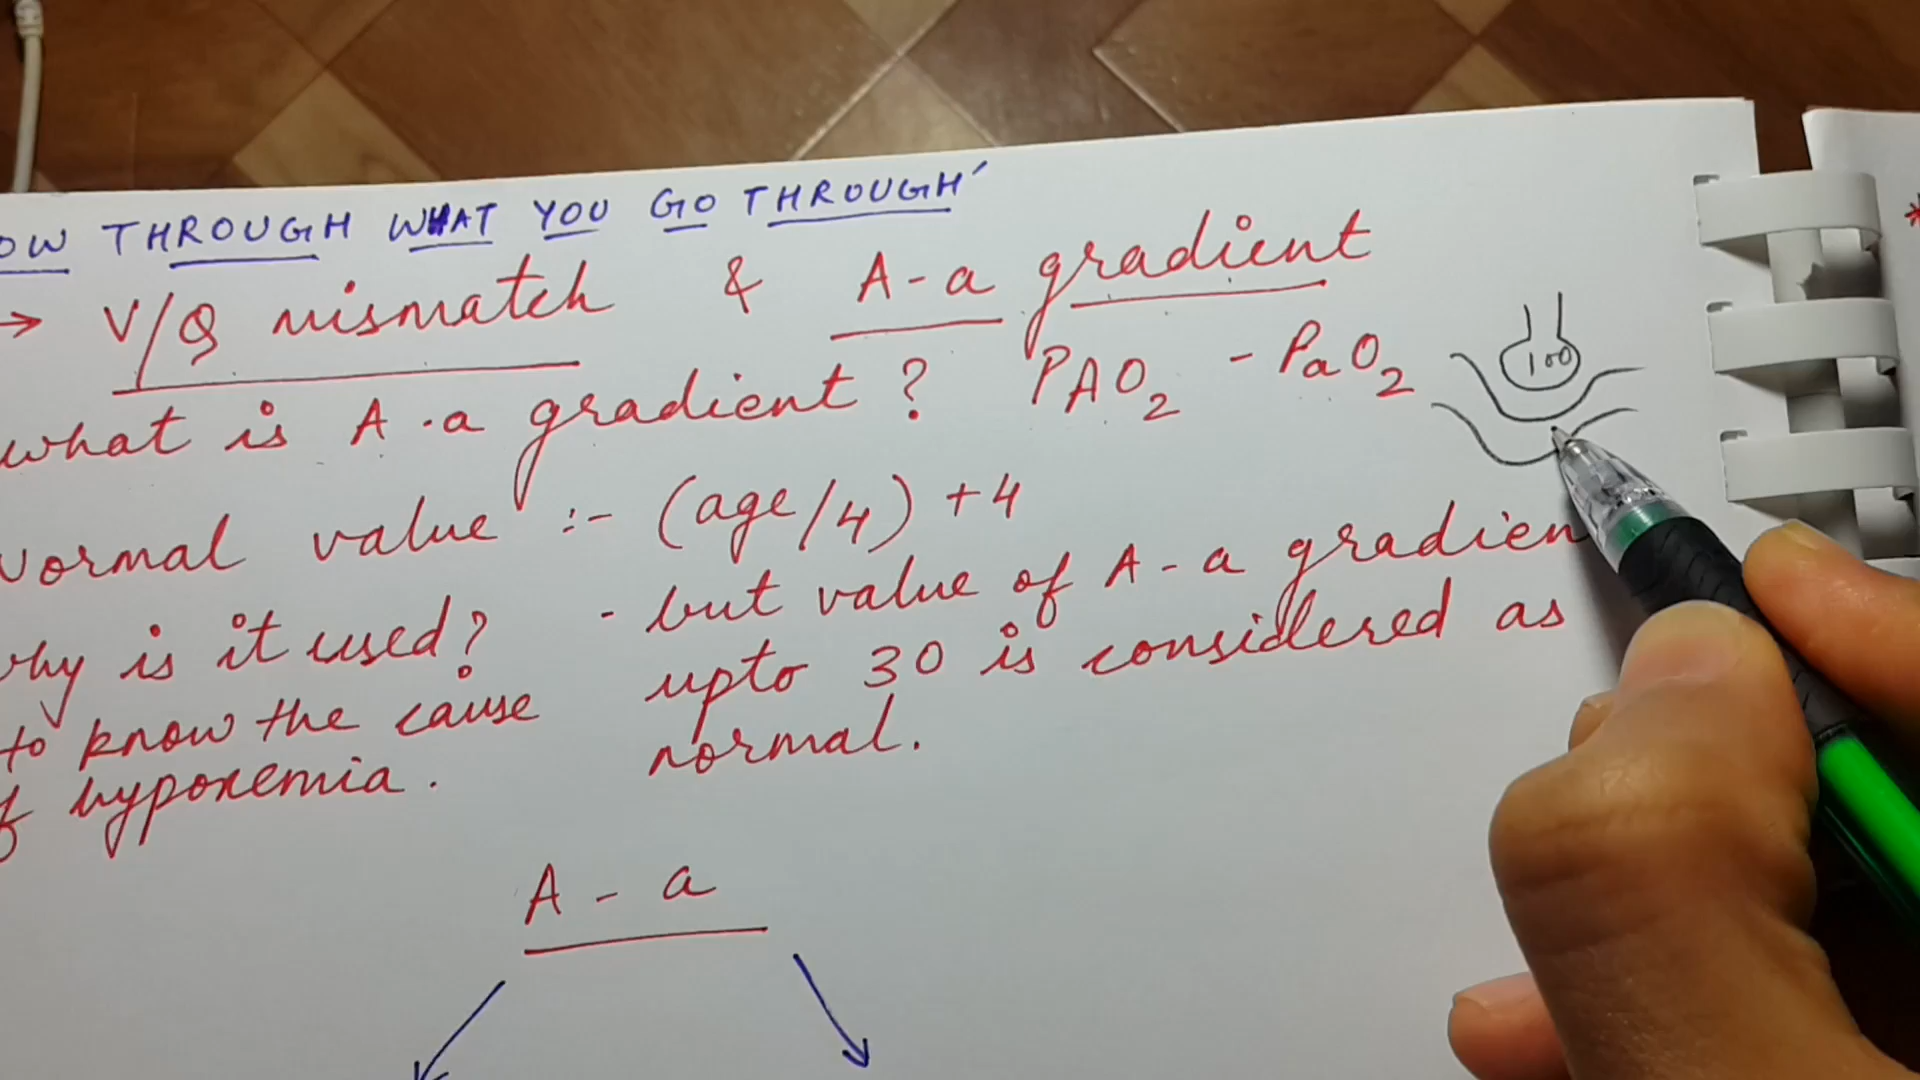 OW THROUGH WHAT YOU GO THROUGH'
→ V/Q mismatch & A-a gradient
what is A-a gradient? PAO2 - PaO2
100
Normal value :- (age/4) +4
why is it used? - but value of A-a gradien
to know the cause upto 30 is considered as
of hypoxemia. normal.
A - a